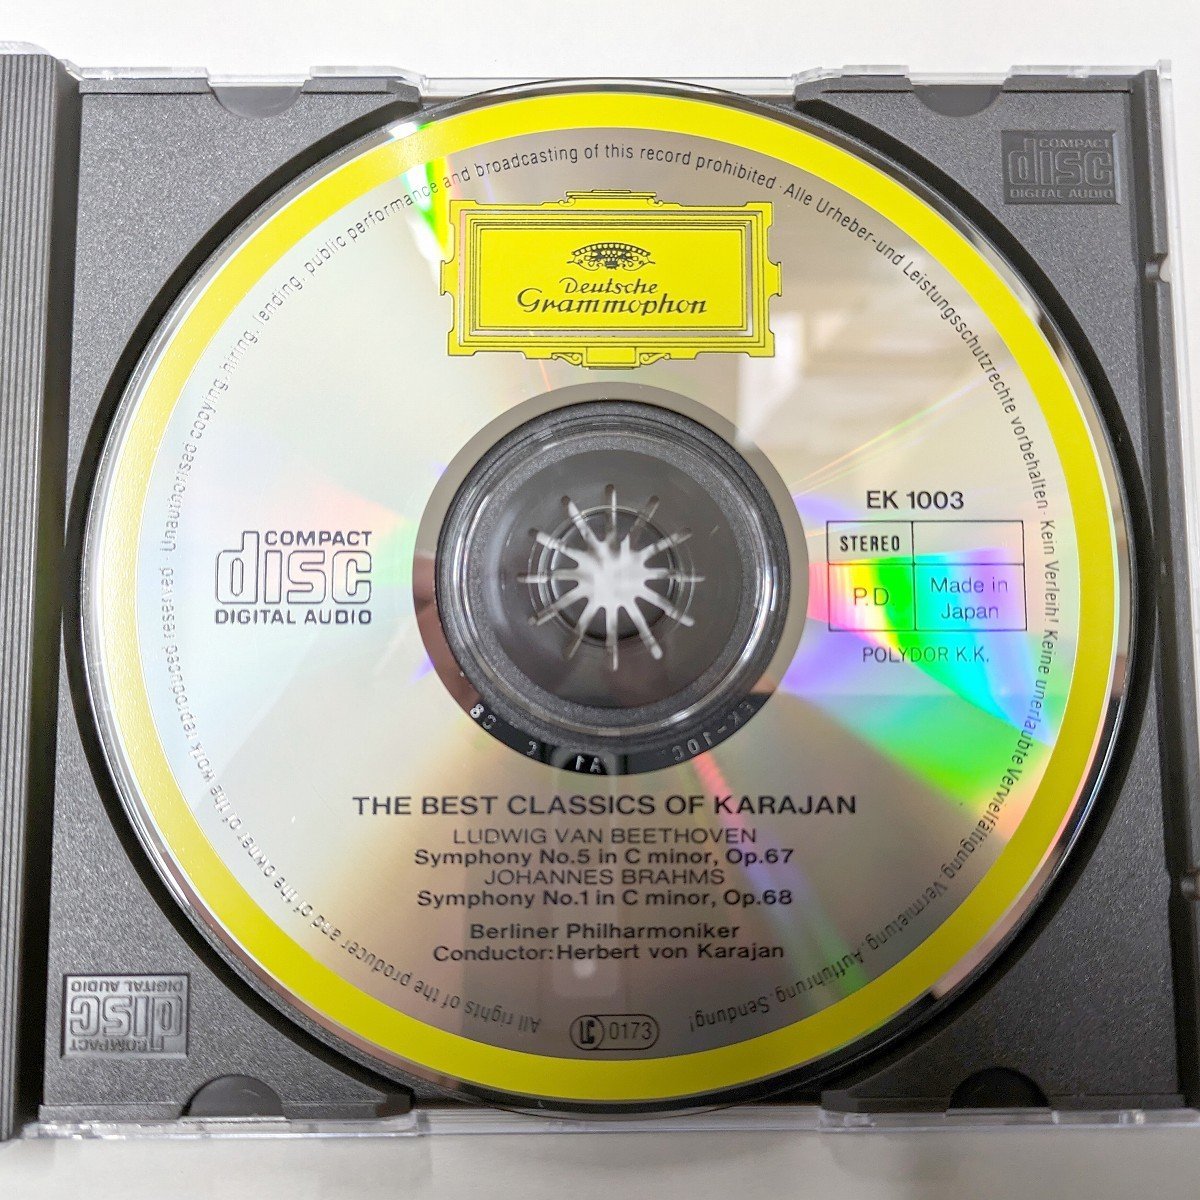 COMPACT
disc
DIGITAL AUDIO
Deutsche
Grammophon
COMPACT
disc
DIGITAL AUDIO
EK 1003
STEREO
P.D.
Made in
Japan
POLYDOR K.K.
THE BEST CLASSICS OF KARAJAN
LUDWIG VAN BEETHOVEN
Symphony No.5 in C minor, Op.67
JOHANNES BRAHMS
Symphony No.1 in C minor, Op.68
Berliner Philharmoniker
Conductor:Herbert von Karajan
LC 0173
All rights of the producer and of the owner of the work reproduced reserved. Unauthorised copying, hiring, lending, public performance and broadcasting of this record prohibited · Alle Urheber-und Leistungsschutzrechte vorbehalten · Kein Verleih! Keine unerlaubte Vervielfältigung, Vermietung, Aufführung, Sendung!
COMPACT
disc
DIGITAL AUDIO